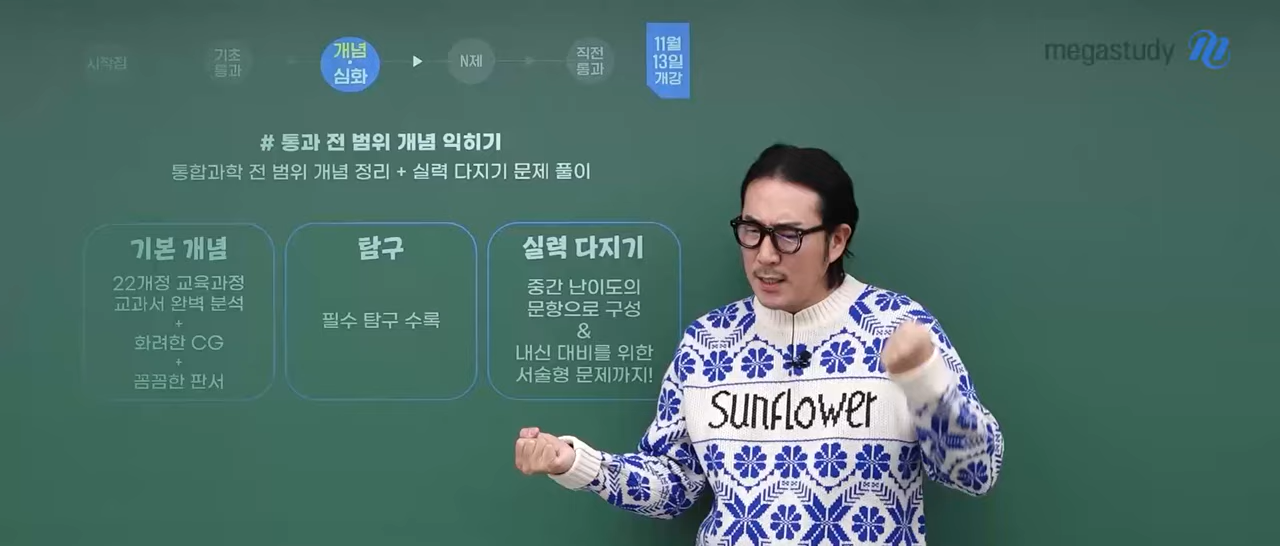 시작집
기초
통과
개념
·
심화
N제
직전
통과
11월
13일
개강
megastudy
# 통과 전 범위 개념 익히기
통합과학 전 범위 개념 정리 + 실력 다지기 문제 풀이
기본 개념
22개정 교육과정
교과서 완벽 분석
+
화려한 CG
+
꼼꼼한 판서
탐구
필수 탐구 수록
실력 다지기
중간 난이도의
문항으로 구성
&
내신 대비를 위한
서술형 문제까지!
sunflower